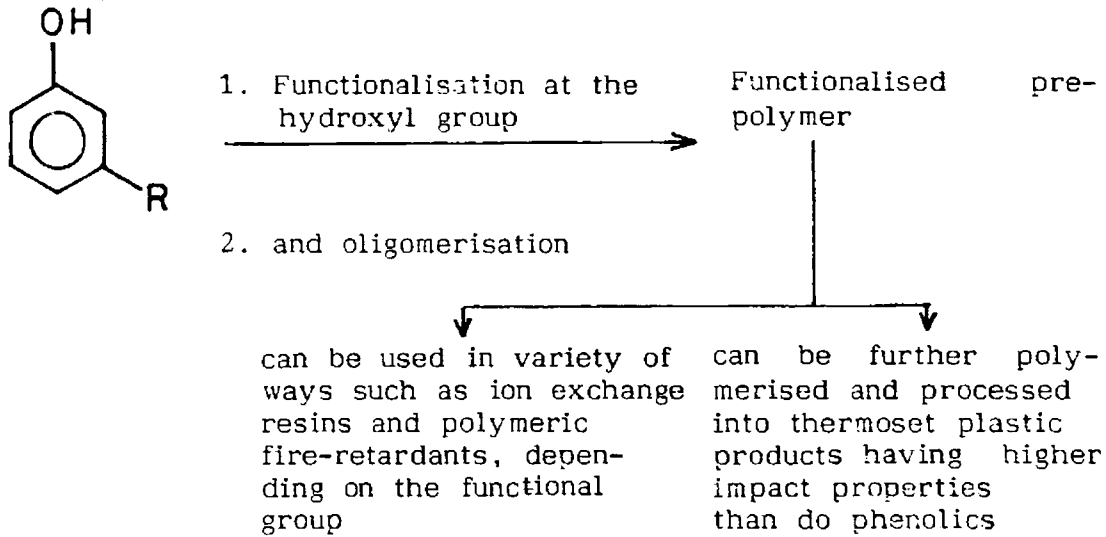 OH
R
1. Functionalisation at the
hydroxyl group
2. and oligomerisation
Functionalised pre-
polymer
can be used in variety of
ways such as ion exchange
resins and polymeric
fire-retardants, depen-
ding on the functional
group
can be further poly-
merised and processed
into thermoset plastic
products having higher
impact properties
than do phenolics